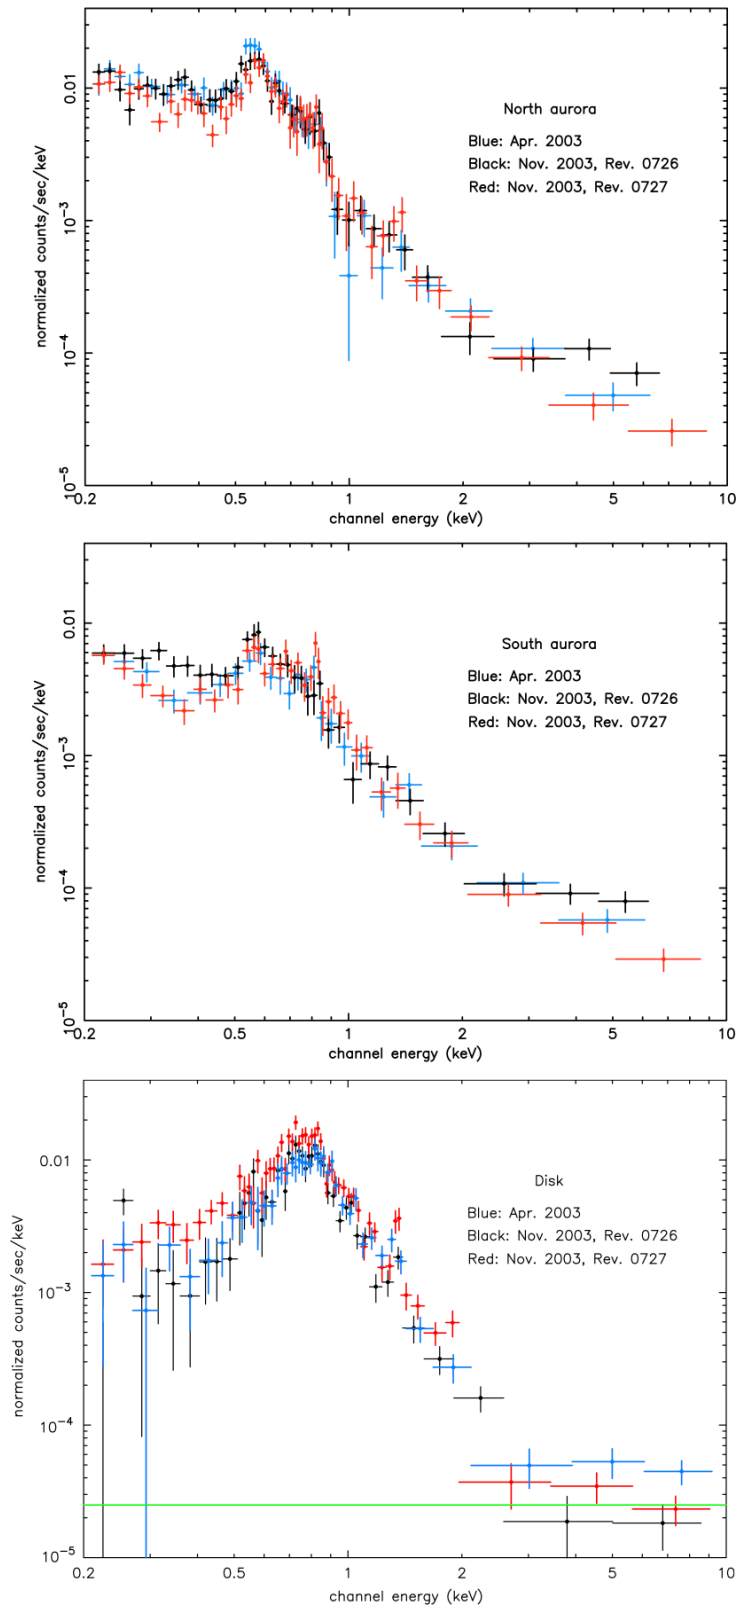 normalized counts/sec/keV
0.01
10⁻³
10⁻⁴
10⁻⁵
North aurora
Blue: Apr. 2003
Black: Nov. 2003, Rev. 0726
Red: Nov. 2003, Rev. 0727
0.2 0.5 1 2 5 10
channel energy (keV)
normalized counts/sec/keV
0.01
10⁻³
10⁻⁴
10⁻⁵
South aurora
Blue: Apr. 2003
Black: Nov. 2003, Rev. 0726
Red: Nov. 2003, Rev. 0727
0.2 0.5 1 2 5 10
channel energy (keV)
normalized counts/sec/keV
0.01
10⁻³
10⁻⁴
10⁻⁵
Disk
Blue: Apr. 2003
Black: Nov. 2003, Rev. 0726
Red: Nov. 2003, Rev. 0727
0.2 0.5 1 2 5 10
channel energy (keV)